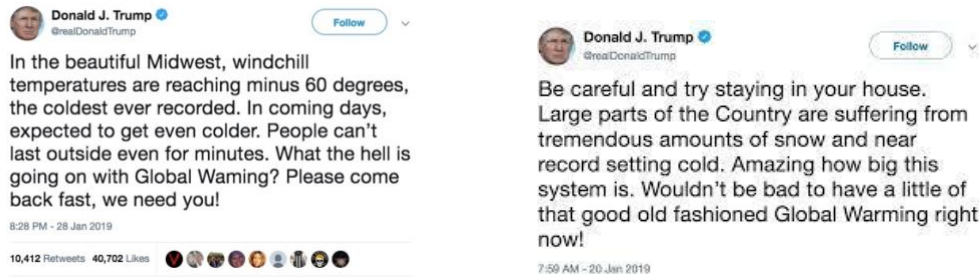 Donald J. Trump
@realDonaldTrump
Follow
In the beautiful Midwest, windchill
temperatures are reaching minus 60 degrees,
the coldest ever recorded. In coming days,
expected to get even colder. People can't
last outside even for minutes. What the hell is
going on with Global Waming? Please come
back fast, we need you!
8:28 PM - 28 Jan 2019
10,412 Retweets 40,702 Likes
Donald J. Trump
@realDonaldTrump
Follow
Be careful and try staying in your house.
Large parts of the Country are suffering from
tremendous amounts of snow and near
record setting cold. Amazing how big this
system is. Wouldn't be bad to have a little of
that good old fashioned Global Warming right
now!
7:59 AM - 20 Jan 2019